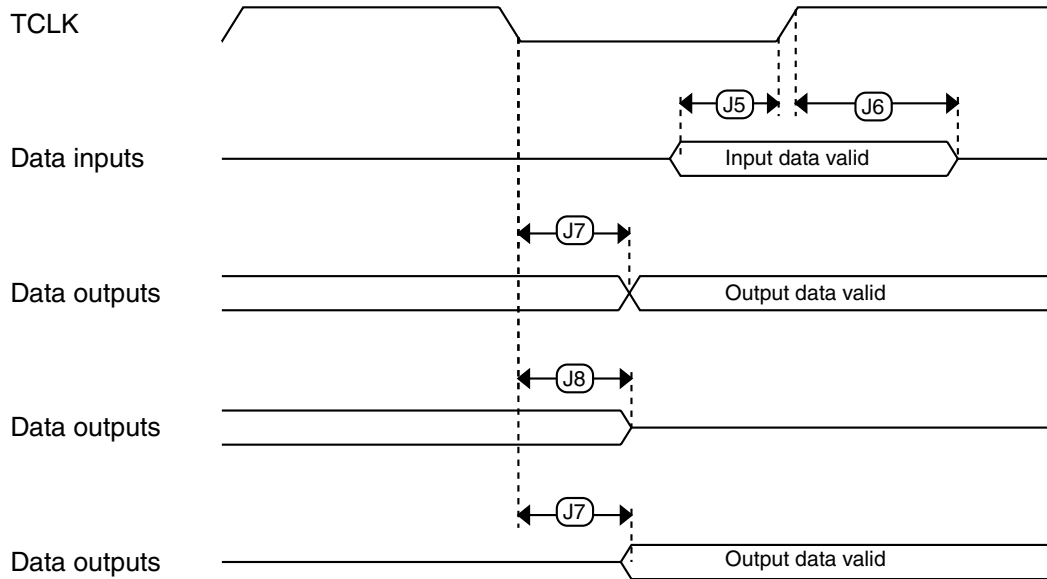 TCLK
J5
J6
Data inputs
Input data valid
J7
Data outputs
Output data valid
J8
Data outputs
J7
Data outputs
Output data valid